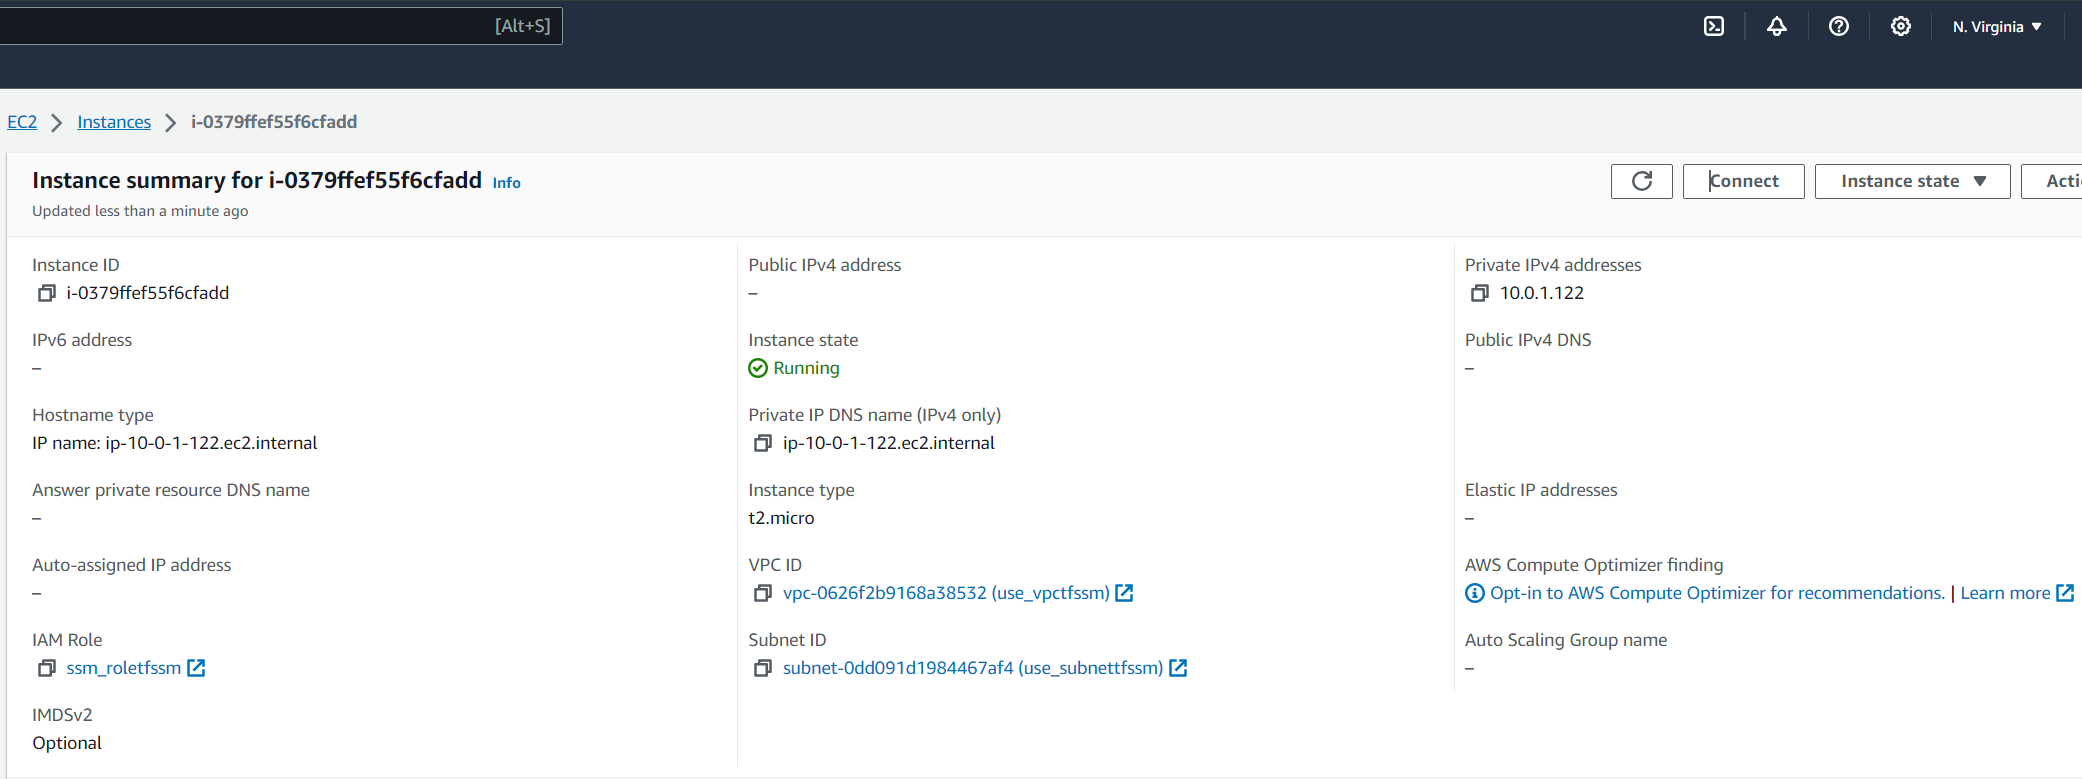 [Alt+S]
N. Virginia
EC2
Instances
i-0379ffef55f6cfadd
Instance summary for i-0379ffef55f6cfadd Info
Updated less than a minute ago
Connect
Instance state
Acti
Instance ID
i-0379ffef55f6cfadd
Public IPv4 address
–
Private IPv4 addresses
10.0.1.122
IPv6 address
–
Instance state
Running
Public IPv4 DNS
–
Hostname type
IP name: ip-10-0-1-122.ec2.internal
Private IP DNS name (IPv4 only)
ip-10-0-1-122.ec2.internal
Answer private resource DNS name
–
Instance type
t2.micro
Elastic IP addresses
–
Auto-assigned IP address
–
VPC ID
vpc-0626f2b9168a38532 (use_vpctfssm)
AWS Compute Optimizer finding
Opt-in to AWS Compute Optimizer for recommendations. | Learn more
IAM Role
ssm_roletfssm
Subnet ID
subnet-0dd091d1984467af4 (use_subnettfssm)
Auto Scaling Group name
–
IMDSv2
Optional